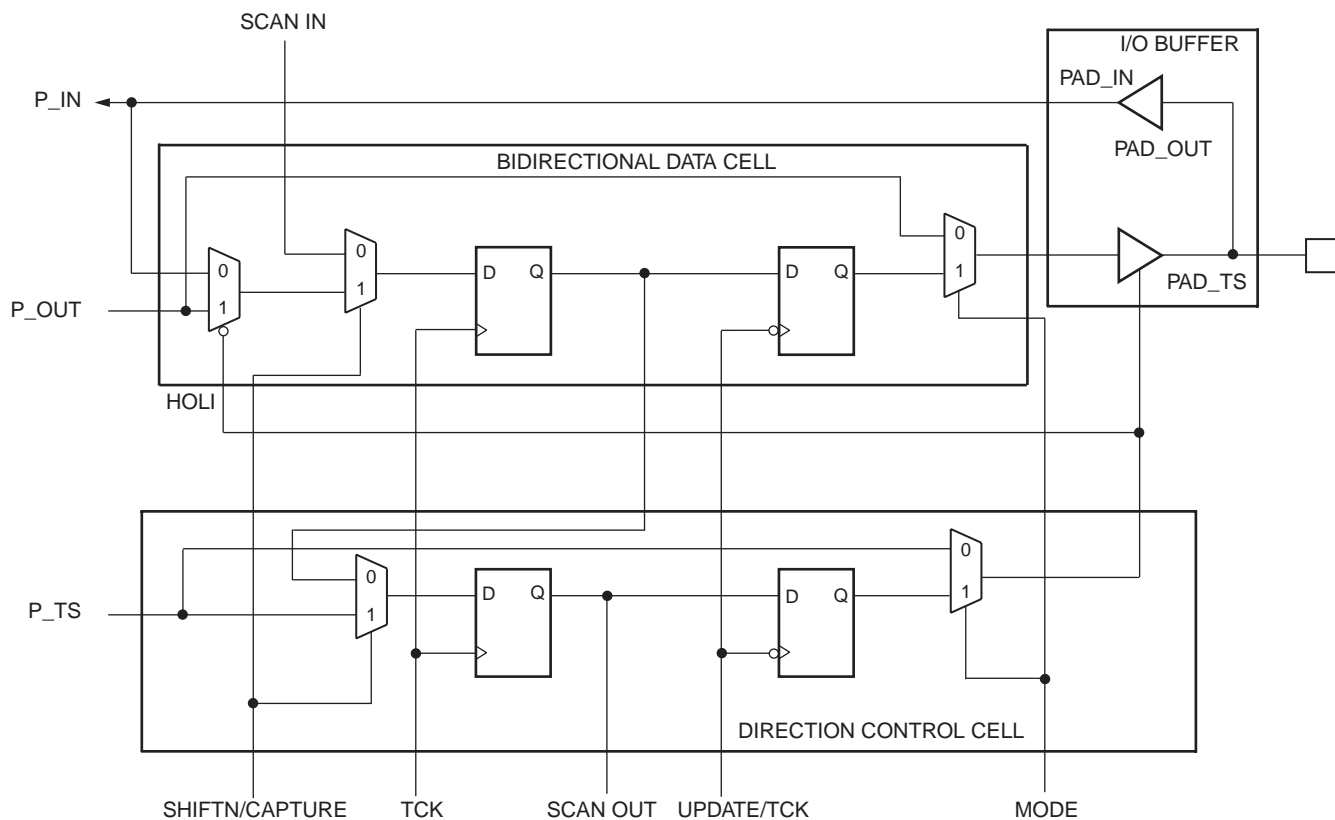 SCAN IN
I/O BUFFER
P_IN
PAD_IN
PAD_OUT
BIDIRECTIONAL DATA CELL
0
1
0
1
D Q
D Q
0
1
P_OUT
PAD_TS
HOLI
P_TS
0
1
D Q
D Q
0
1
DIRECTION CONTROL CELL
SHIFTN/CAPTURE
TCK
SCAN OUT
UPDATE/TCK
MODE